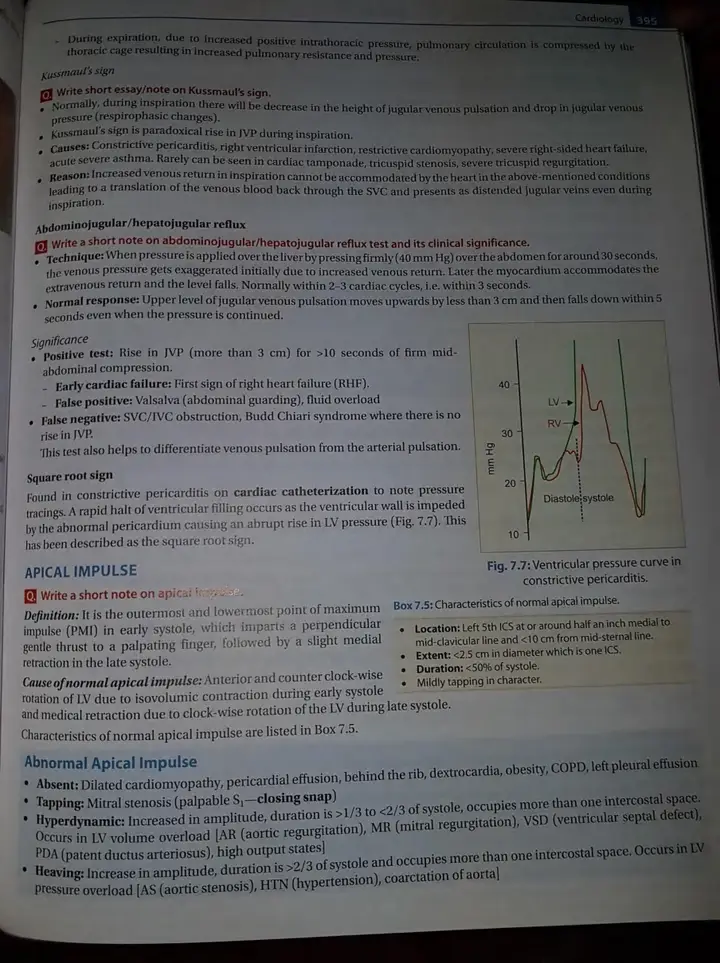 Cardiology 395
- During expiration, due to increased positive intrathoracic pressure, pulmonary circulation is compressed by the
thoracic cage resulting in increased pulmonary resistance and pressure.
Kussmaul's sign
Q. Write short essay/note on Kussmaul's sign.
• Normally, during inspiration there will be decrease in the height of jugular venous pulsation and drop in jugular venous
pressure (respirophasic changes).
• Kussmaul's sign is paradoxical rise in JVP during inspiration.
• Causes: Constrictive pericarditis, right ventricular infarction, restrictive cardiomyopathy, severe right-sided heart failure,
acute severe asthma. Rarely can be seen in cardiac tamponade, tricuspid stenosis, severe tricuspid regurgitation.
• Reason: Increased venous return in inspiration cannot be accommodated by the heart in the above-mentioned conditions
leading to a translation of the venous blood back through the SVC and presents as distended jugular veins even during
inspiration.
Abdominojugular/hepatojugular reflux
Q. Write a short note on abdominojugular/hepatojugular reflux test and its clinical significance.
• Technique: When pressure is applied over the liver by pressing firmly (40 mm Hg) over the abdomen for around 30 seconds,
the venous pressure gets exaggerated initially due to increased venous return. Later the myocardium accommodates the
extravenous return and the level falls. Normally within 2–3 cardiac cycles, i.e. within 3 seconds.
• Normal response: Upper level of jugular venous pulsation moves upwards by less than 3 cm and then falls down within 5
seconds even when the pressure is continued.
Significance
• Positive test: Rise in JVP (more than 3 cm) for >10 seconds of firm mid-
abdominal compression.
- Early cardiac failure: First sign of right heart failure (RHF).
- False positive: Valsalva (abdominal guarding), fluid overload
• False negative: SVC/IVC obstruction, Budd Chiari syndrome where there is no
rise in JVP.
This test also helps to differentiate venous pulsation from the arterial pulsation.
Square root sign
Found in constrictive pericarditis on cardiac catheterization to note pressure
tracings. A rapid halt of ventricular filling occurs as the ventricular wall is impeded
by the abnormal pericardium causing an abrupt rise in LV pressure (Fig. 7.7). This
has been described as the square root sign.
mm Hg
40
30
20
10
LV
RV
Diastole systole
Fig. 7.7: Ventricular pressure curve in
constrictive pericarditis.
APICAL IMPULSE
Q. Write a short note on apical impulse.
Definition: It is the outermost and lowermost point of maximum
impulse (PMI) in early systole, which imparts a perpendicular
gentle thrust to a palpating finger, followed by a slight medial
retraction in the late systole.
Cause of normal apical impulse: Anterior and counter clock-wise
rotation of LV due to isovolumic contraction during early systole
and medical retraction due to clock-wise rotation of the LV during late systole.
Characteristics of normal apical impulse are listed in Box 7.5.
Box 7.5: Characteristics of normal apical impulse.
• Location: Left 5th ICS at or around half an inch medial to
mid-clavicular line and <10 cm from mid-sternal line.
• Extent: <2.5 cm in diameter which is one ICS.
• Duration: <50% of systole.
• Mildly tapping in character.
Abnormal Apical Impulse
• Absent: Dilated cardiomyopathy, pericardial effusion, behind the rib, dextrocardia, obesity, COPD, left pleural effusion
• Tapping: Mitral stenosis (palpable S₁—closing snap)
• Hyperdynamic: Increased in amplitude, duration is >1/3 to <2/3 of systole, occupies more than one intercostal space.
Occurs in LV volume overload [AR (aortic regurgitation), MR (mitral regurgitation), VSD (ventricular septal defect),
PDA (patent ductus arteriosus), high output states]
• Heaving: Increase in amplitude, duration is >2/3 of systole and occupies more than one intercostal space. Occurs in LV
pressure overload [AS (aortic stenosis), HTN (hypertension), coarctation of aorta]